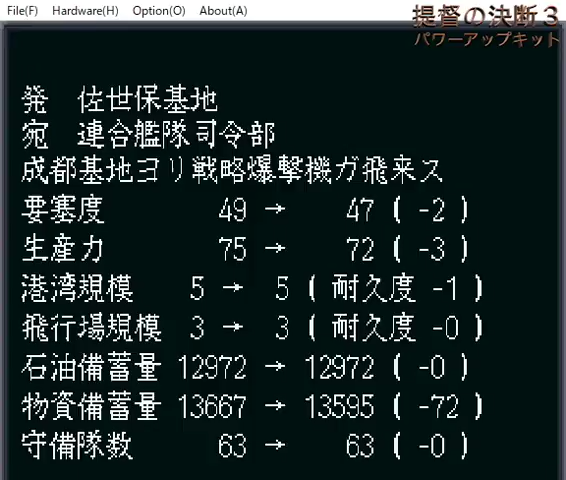 File(F) Hardware(H) Option(O) About(A)
提督の決断3
パワーアップキット
発 佐世保基地
宛 連合艦隊司令部
成都基地ヨリ戦略爆撃機ガ飛来ス
要塞度 49 → 47 ( -2 )
生産力 75 → 72 ( -3 )
港湾規模 5 → 5 ( 耐久度 -1 )
飛行場規模 3 → 3 ( 耐久度 -0 )
石油備蓄量 12972 → 12972 ( -0 )
物資備蓄量 13667 → 13595 ( -72 )
守備隊数 63 → 63 ( -0 )